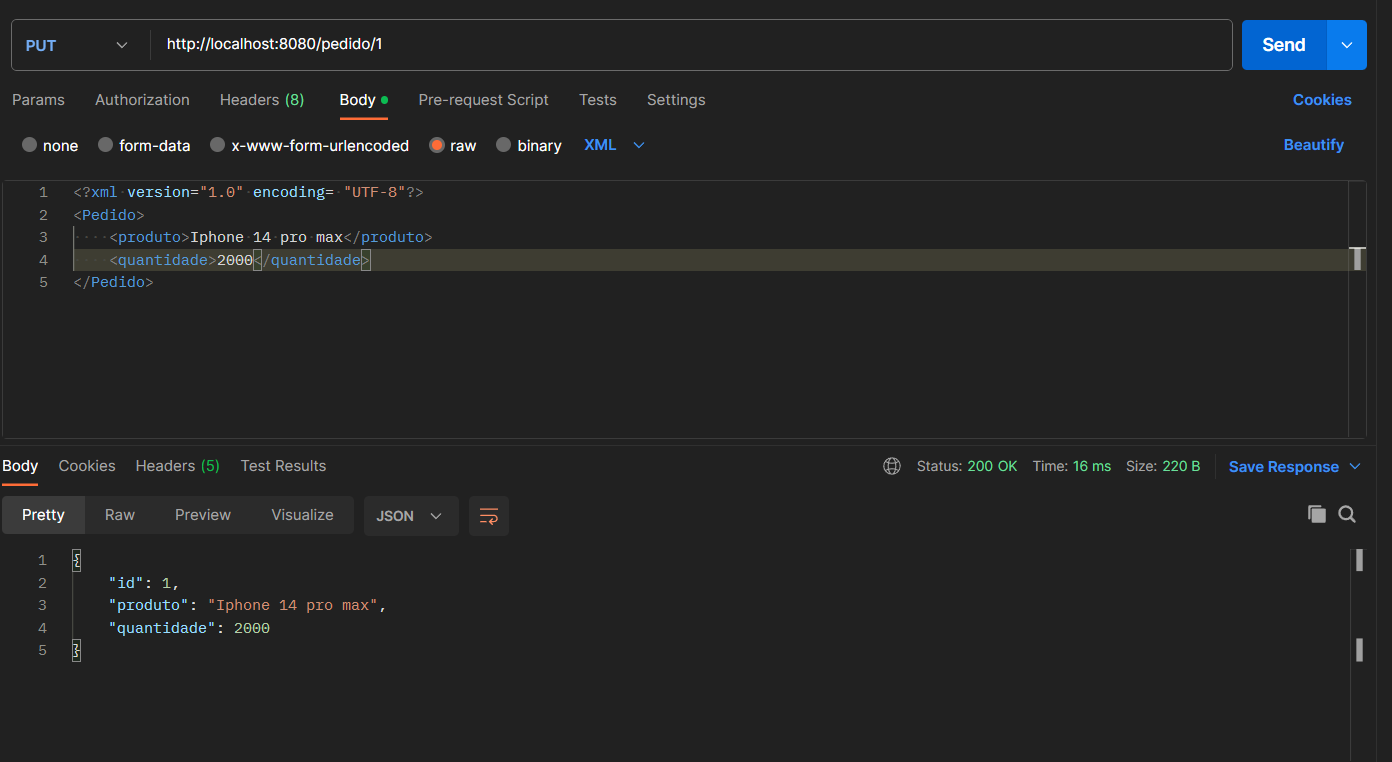 PUT http://localhost:8080/pedido/1 Send
Params Authorization Headers (8) Body Pre-request Script Tests Settings Cookies
none form-data x-www-form-urlencoded raw binary XML Beautify
1 <?xml version="1.0" encoding= "UTF-8"?>
2 <Pedido>
3 <produto>Iphone 14 pro max</produto>
4 <quantidade>2000</quantidade>
5 </Pedido>
Body Cookies Headers (5) Test Results Status: 200 OK Time: 16 ms Size: 220 B Save Response
Pretty Raw Preview Visualize JSON
1 {
2 "id": 1,
3 "produto": "Iphone 14 pro max",
4 "quantidade": 2000
5 }